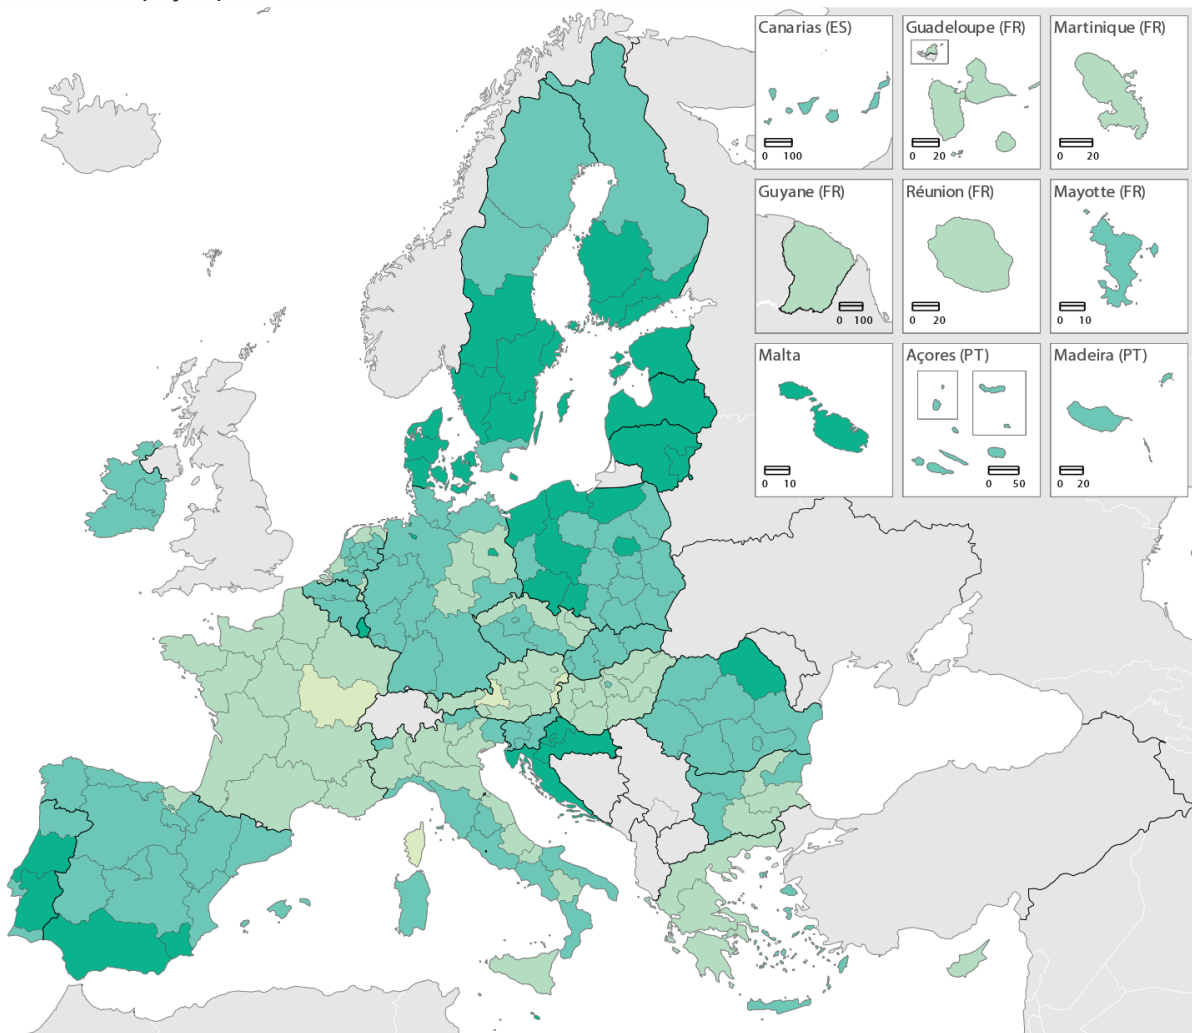 Canarias (ES)
0 100
Guadeloupe (FR)
0 20
Martinique (FR)
0 20
Guyane (FR)
0 100
Réunion (FR)
0 20
Mayotte (FR)
0 10
Malta
0 10
Açores (PT)
0 50
Madeira (PT)
0 20